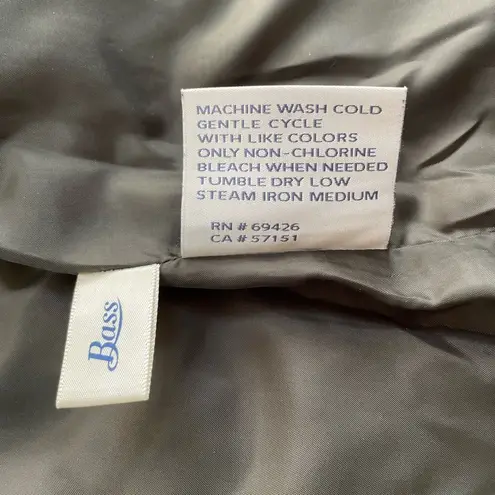 MACHINE WASH COLD
GENTLE CYCLE
WITH LIKE COLORS
ONLY NON-CHLORINE
BLEACH WHEN NEEDED
TUMBLE DRY LOW
STEAM IRON MEDIUM
RN # 69426
CA # 57151
Bass